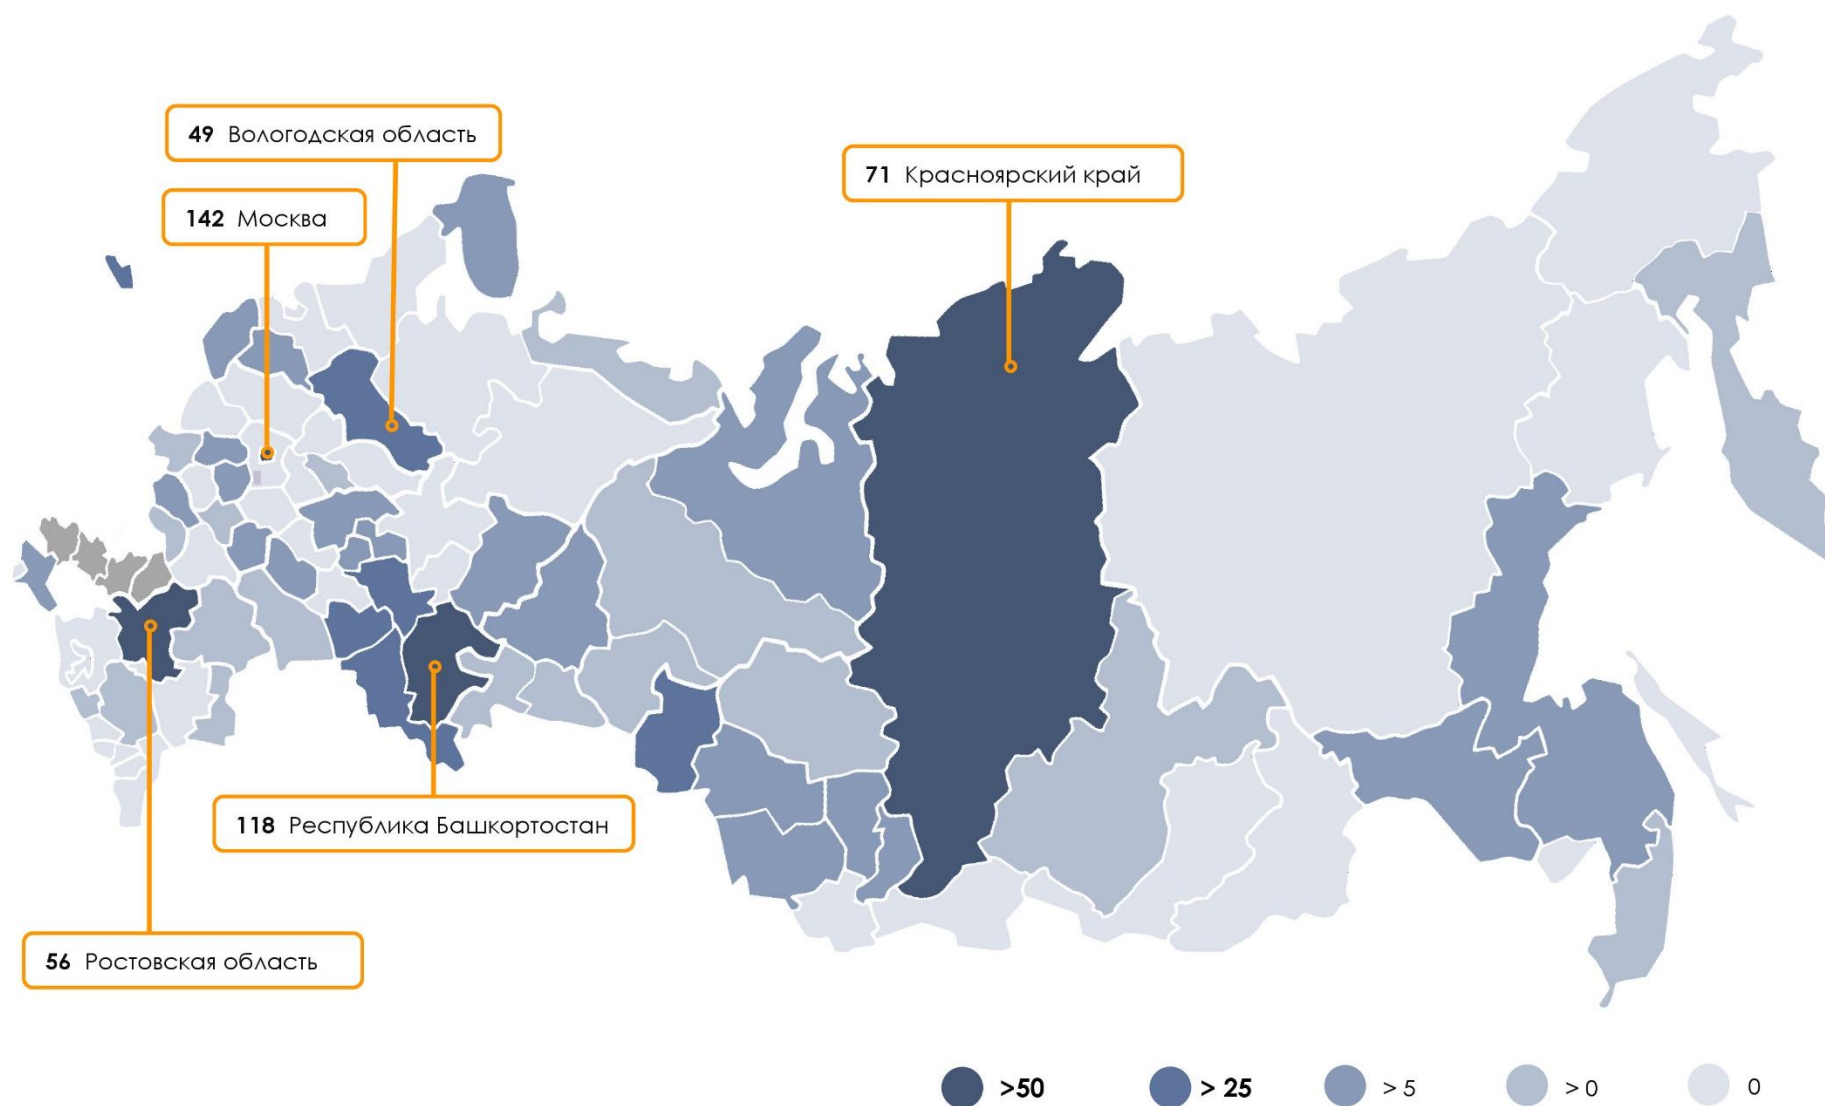 49 Вологодская область
142 Москва
71 Красноярский край
118 Республика Башкортостан
56 Ростовская область
>50 > 25 > 5 > 0 0